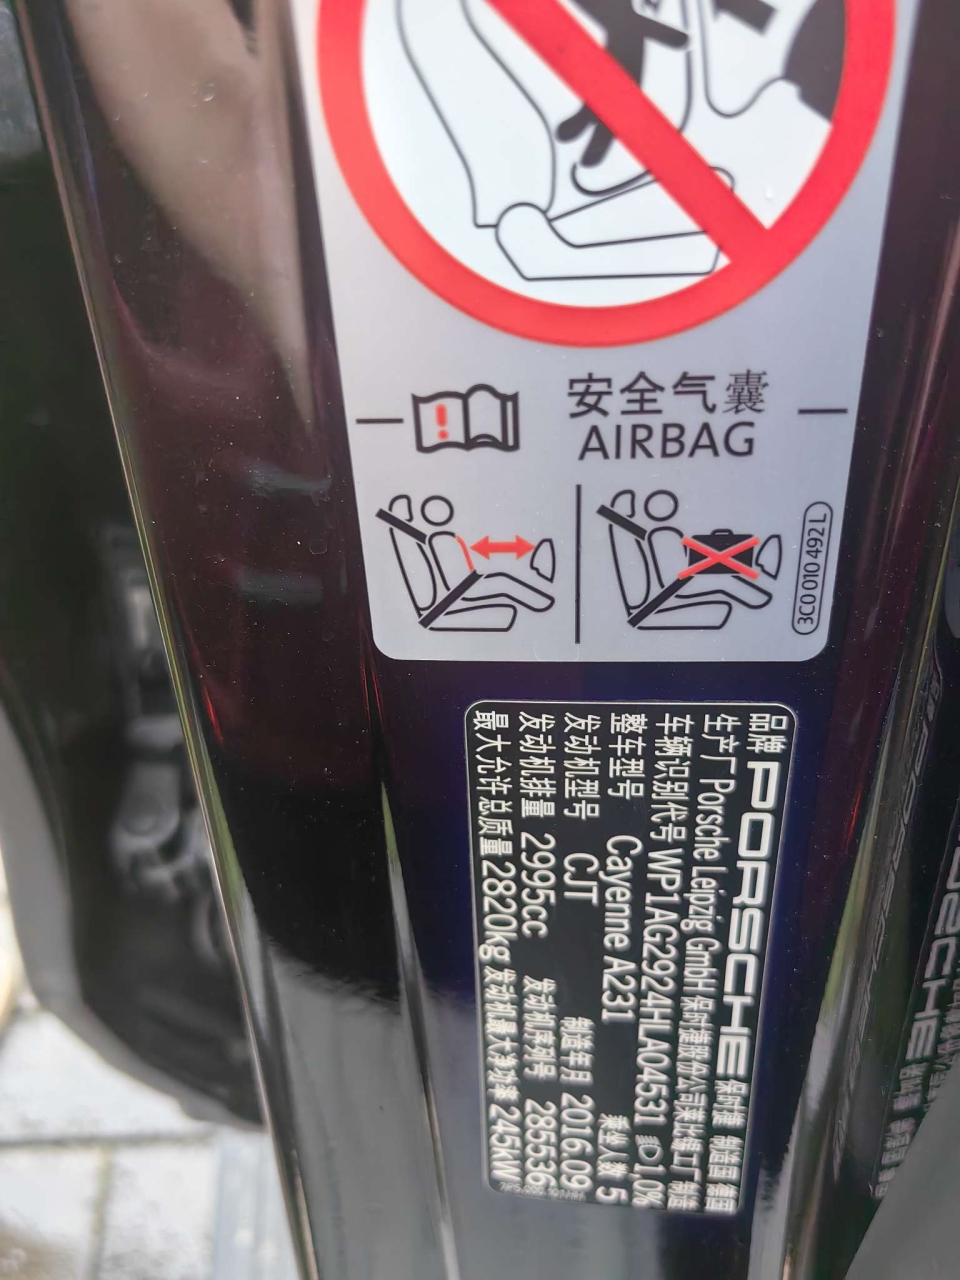 安全气囊
AIRBAG
3C0 010 492 L
品牌 PORSCHE 保时捷 制造国 德国
生产厂 Porsche Leipzig GmbH 保时捷股份公司莱比锡工厂制造
车辆识别代号 WP1AG2924HLA04531 1,0%
整车型号 Cayenne A231 乘坐人数 5
发动机型号 CJT 制造年月 2016.09
发动机排量 2995cc 发动机序列号 285536
最大允许总质量 2820kg 发动机最大净功率 245kW